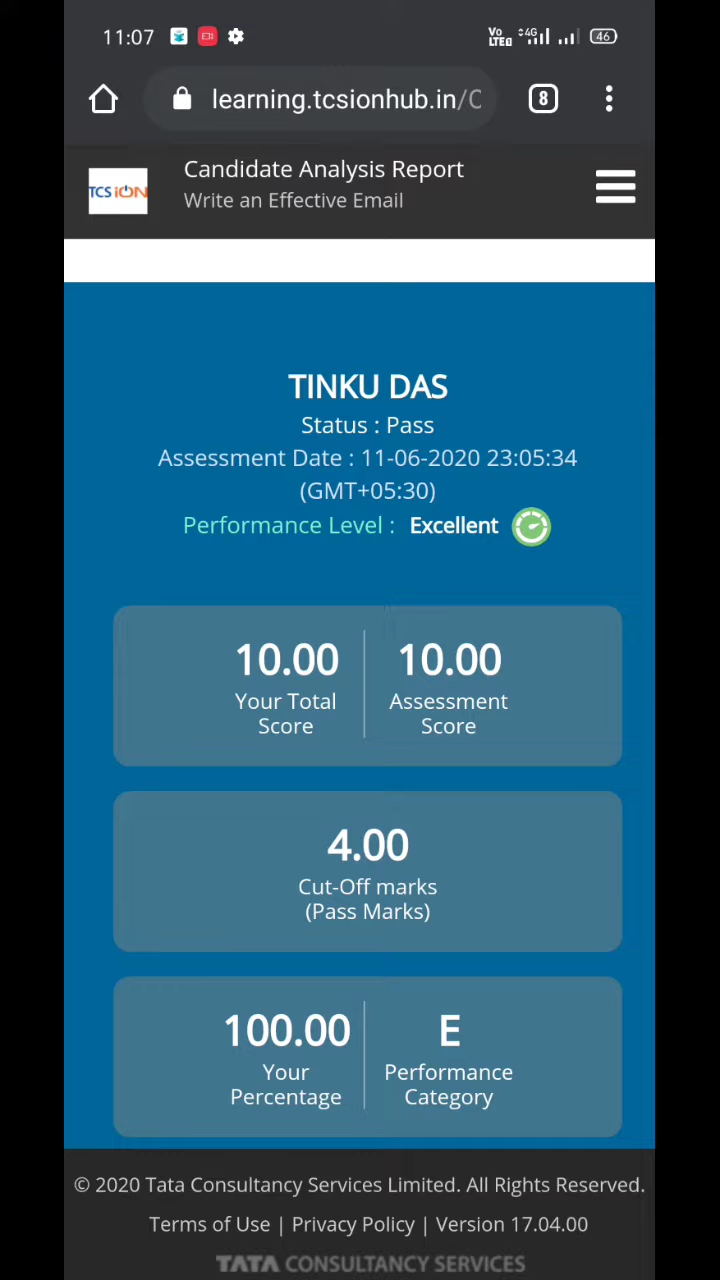 11:07
Vo LTE 4G 46
learning.tcsionhub.in/C
8
TCS iON
Candidate Analysis Report
Write an Effective Email
TINKU DAS
Status : Pass
Assessment Date : 11-06-2020 23:05:34
(GMT+05:30)
Performance Level : Excellent
10.00 10.00
Your Total Assessment
Score Score
4.00
Cut-Off marks
(Pass Marks)
100.00 E
Your Performance
Percentage Category
© 2020 Tata Consultancy Services Limited. All Rights Reserved.
Terms of Use | Privacy Policy | Version 17.04.00
TATA CONSULTANCY SERVICES